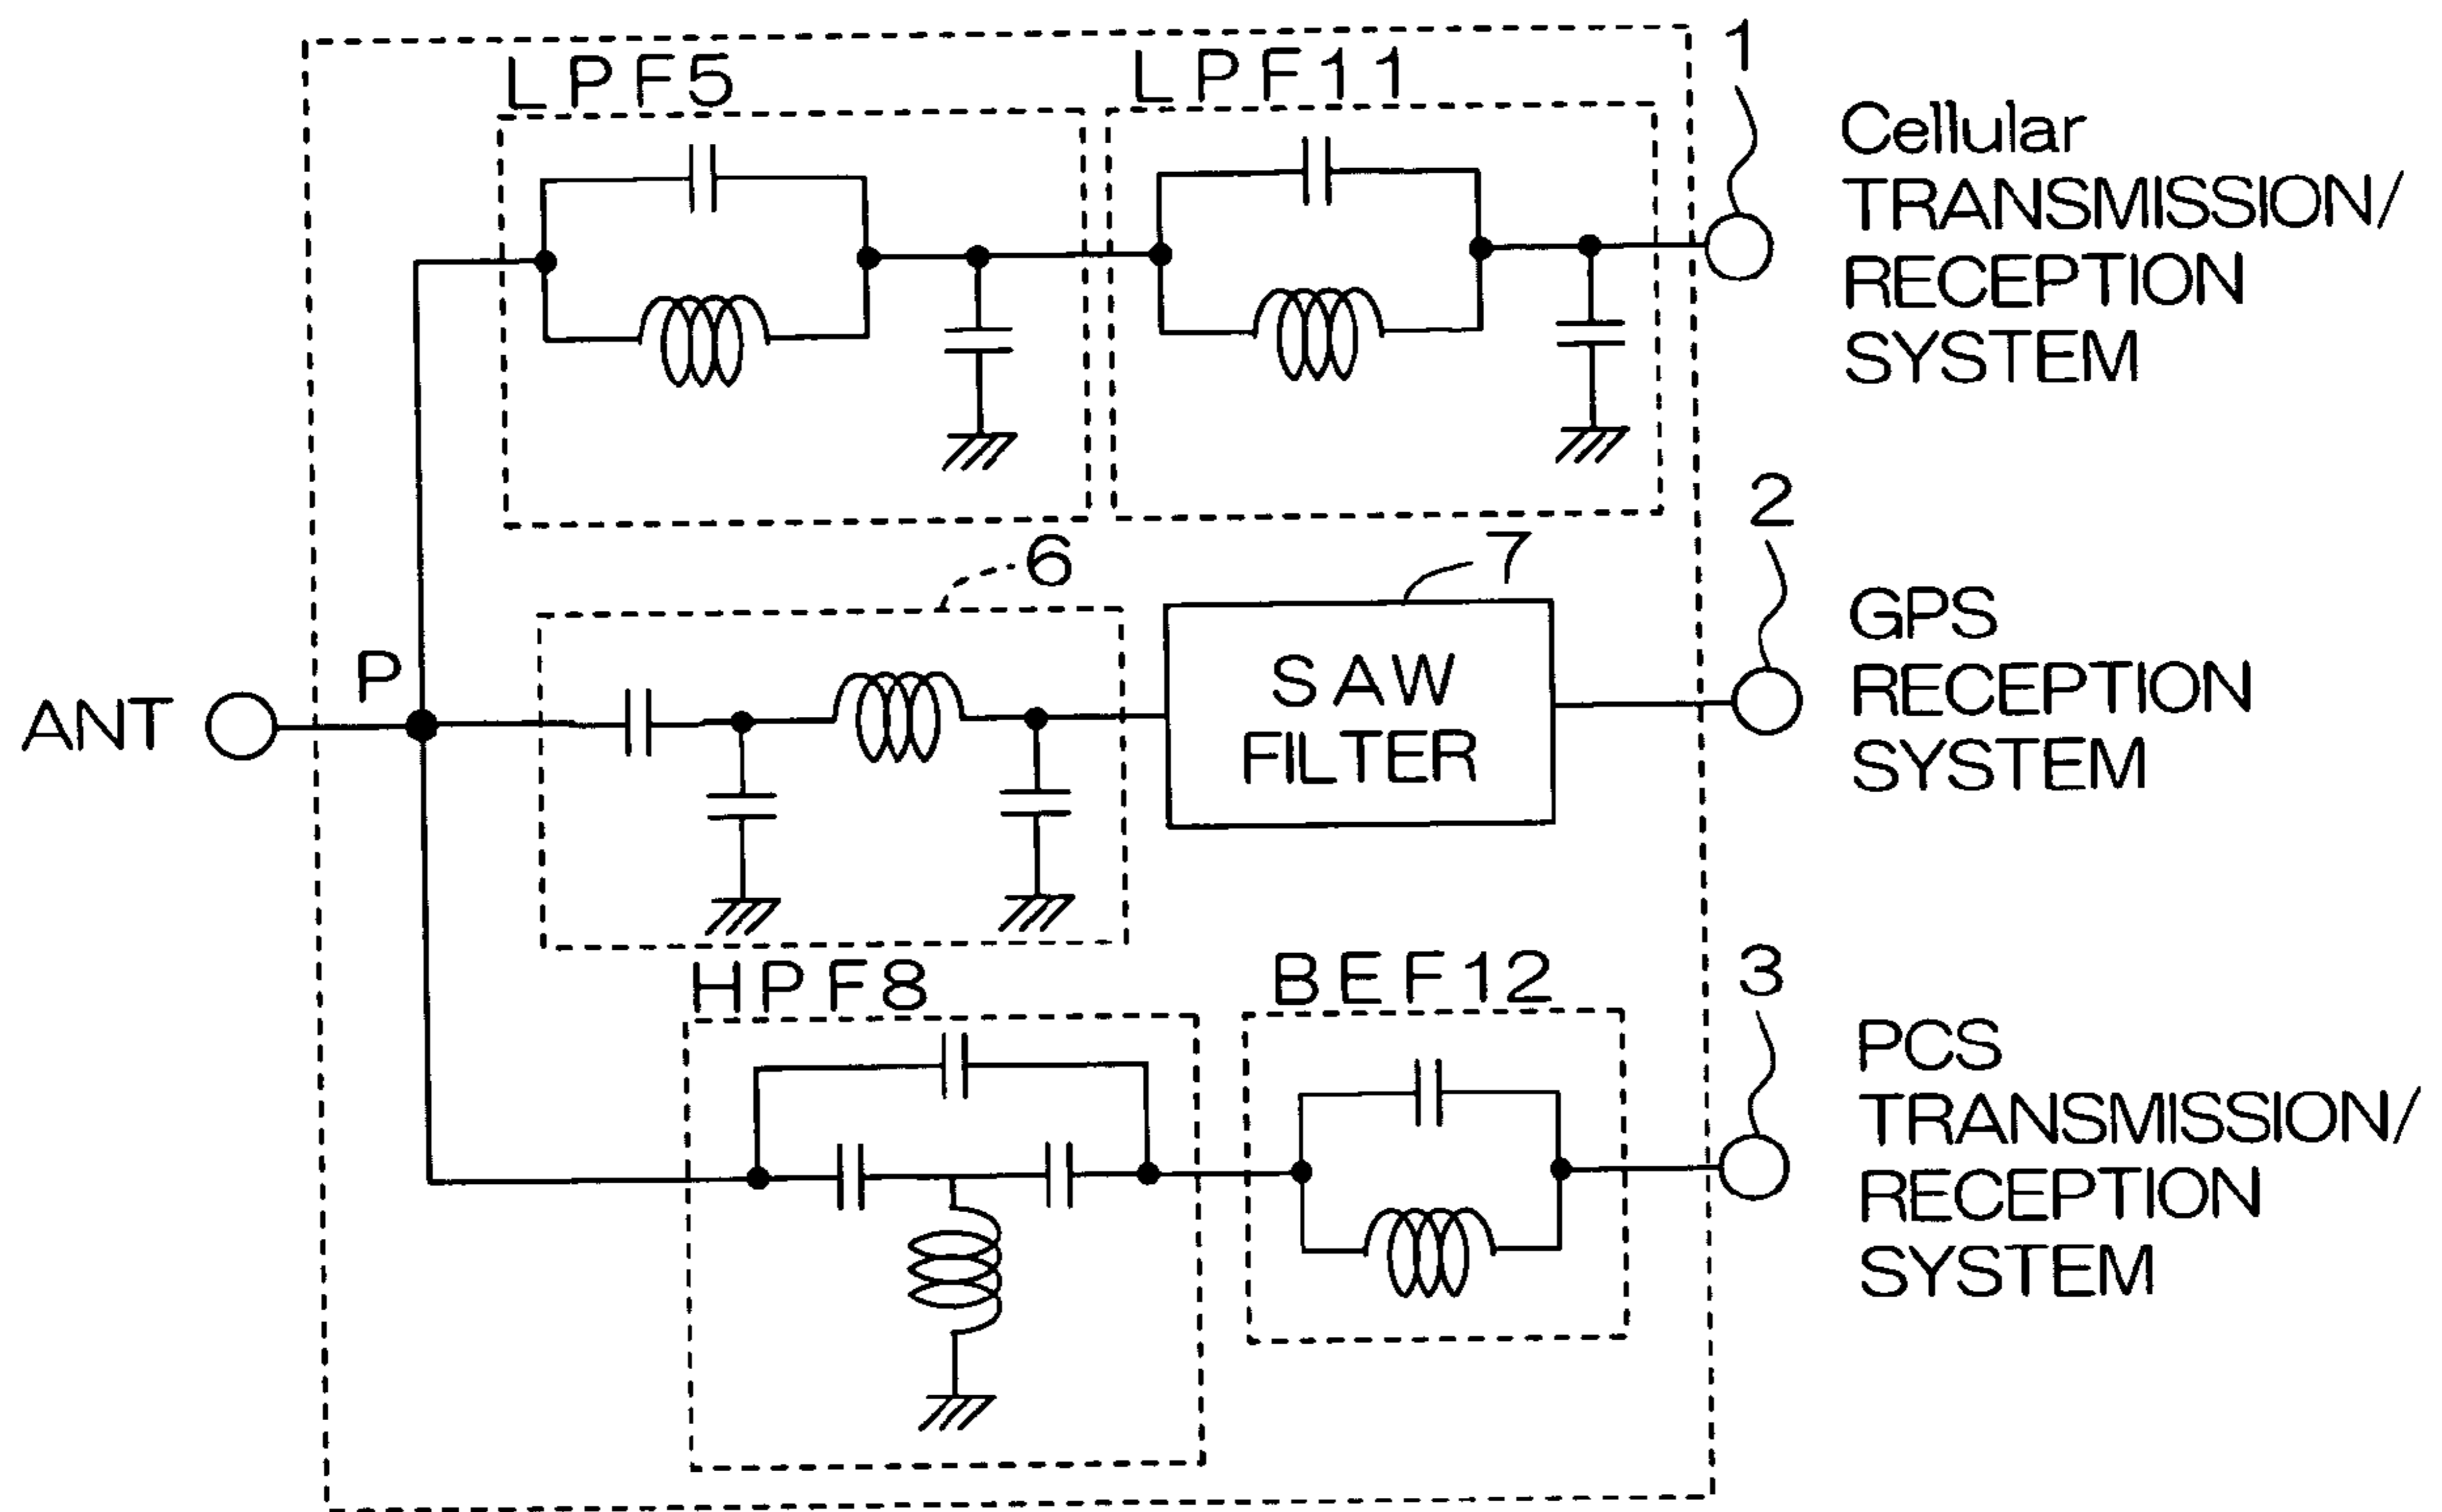 LPF5
LPF11
1
Cellular
TRANSMISSION/
RECEPTION
SYSTEM
2
6
7
GPS
RECEPTION
SYSTEM
P
ANT
SAW
FILTER
HPF8
BEF12
3
PCS
TRANSMISSION/
RECEPTION
SYSTEM